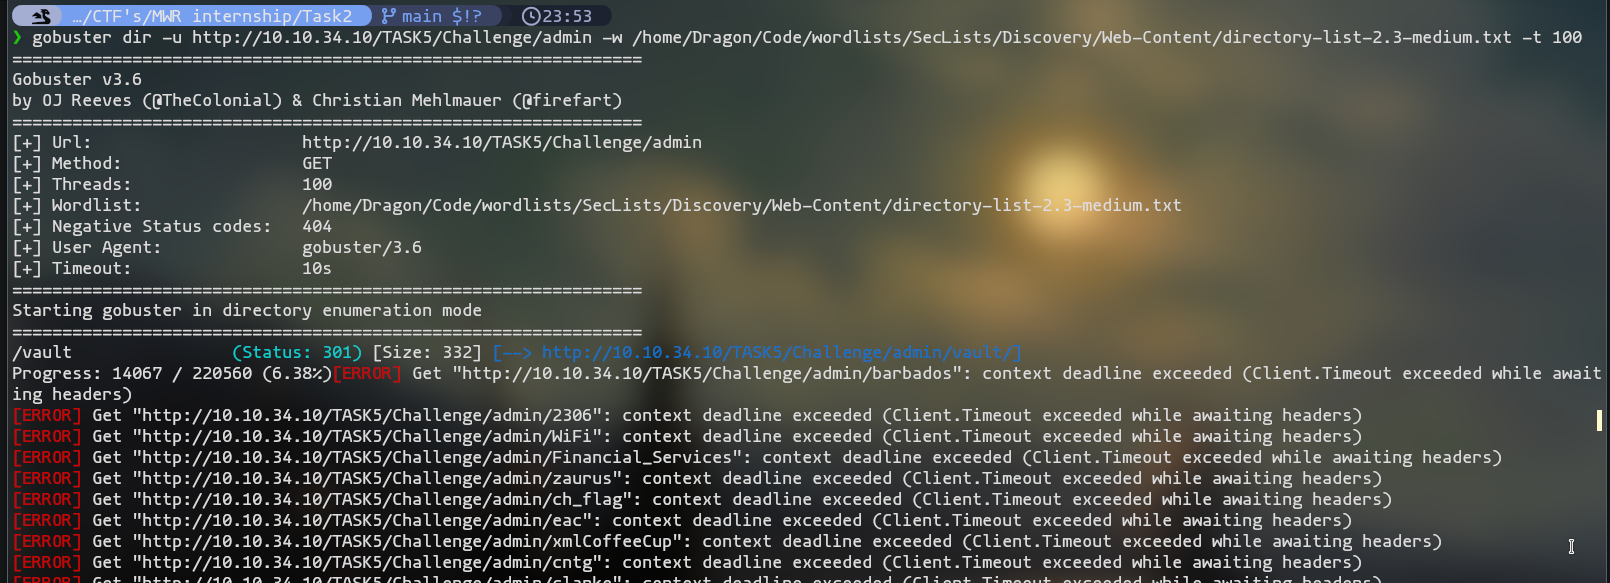 …/CTF's/MWR internship/Task2 main $!? 23:53
❯ gobuster dir -u http://10.10.34.10/TASK5/Challenge/admin -w /home/Dragon/Code/wordlists/SecLists/Discovery/Web-Content/directory-list-2.3-medium.txt -t 100
===============================================================
Gobuster v3.6
by OJ Reeves (@TheColonial) & Christian Mehlmauer (@firefart)
===============================================================
[+] Url:                     http://10.10.34.10/TASK5/Challenge/admin
[+] Method:                  GET
[+] Threads:                 100
[+] Wordlist:                /home/Dragon/Code/wordlists/SecLists/Discovery/Web-Content/directory-list-2.3-medium.txt
[+] Negative Status codes:   404
[+] User Agent:              gobuster/3.6
[+] Timeout:                 10s
===============================================================
Starting gobuster in directory enumeration mode
===============================================================
/vault                (Status: 301) [Size: 332] [--> http://10.10.34.10/TASK5/Challenge/admin/vault/]
Progress: 14067 / 220560 (6.38%)[ERROR] Get "http://10.10.34.10/TASK5/Challenge/admin/barbados": context deadline exceeded (Client.Timeout exceeded while await
ing headers)
[ERROR] Get "http://10.10.34.10/TASK5/Challenge/admin/2306": context deadline exceeded (Client.Timeout exceeded while awaiting headers)
[ERROR] Get "http://10.10.34.10/TASK5/Challenge/admin/WiFi": context deadline exceeded (Client.Timeout exceeded while awaiting headers)
[ERROR] Get "http://10.10.34.10/TASK5/Challenge/admin/Financial_Services": context deadline exceeded (Client.Timeout exceeded while awaiting headers)
[ERROR] Get "http://10.10.34.10/TASK5/Challenge/admin/zaurus": context deadline exceeded (Client.Timeout exceeded while awaiting headers)
[ERROR] Get "http://10.10.34.10/TASK5/Challenge/admin/ch_flag": context deadline exceeded (Client.Timeout exceeded while awaiting headers)
[ERROR] Get "http://10.10.34.10/TASK5/Challenge/admin/eac": context deadline exceeded (Client.Timeout exceeded while awaiting headers)
[ERROR] Get "http://10.10.34.10/TASK5/Challenge/admin/xmlCoffeeCup": context deadline exceeded (Client.Timeout exceeded while awaiting headers)
[ERROR] Get "http://10.10.34.10/TASK5/Challenge/admin/cntg": context deadline exceeded (Client.Timeout exceeded while awaiting headers)
[ERROR] Get "http://10.10.34.10/TASK5/Challenge/admin/clarke": context deadline exceeded (Client.Timeout exceeded while awaiting headers)